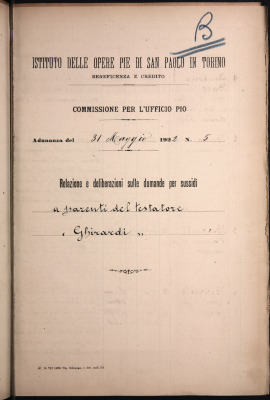 B
ISTITUTO DELLE OPERE PIE DI SAN PAOLO IN TORINO
BENEFICENZA E CREDITO
COMMISSIONE PER L'UFFICIO PIO
Adunanza del 31 Maggio 1922 N. 5
Relazione e deliberazioni sulle domande per sussidi
a parenti del testatore
" Ghirardi "